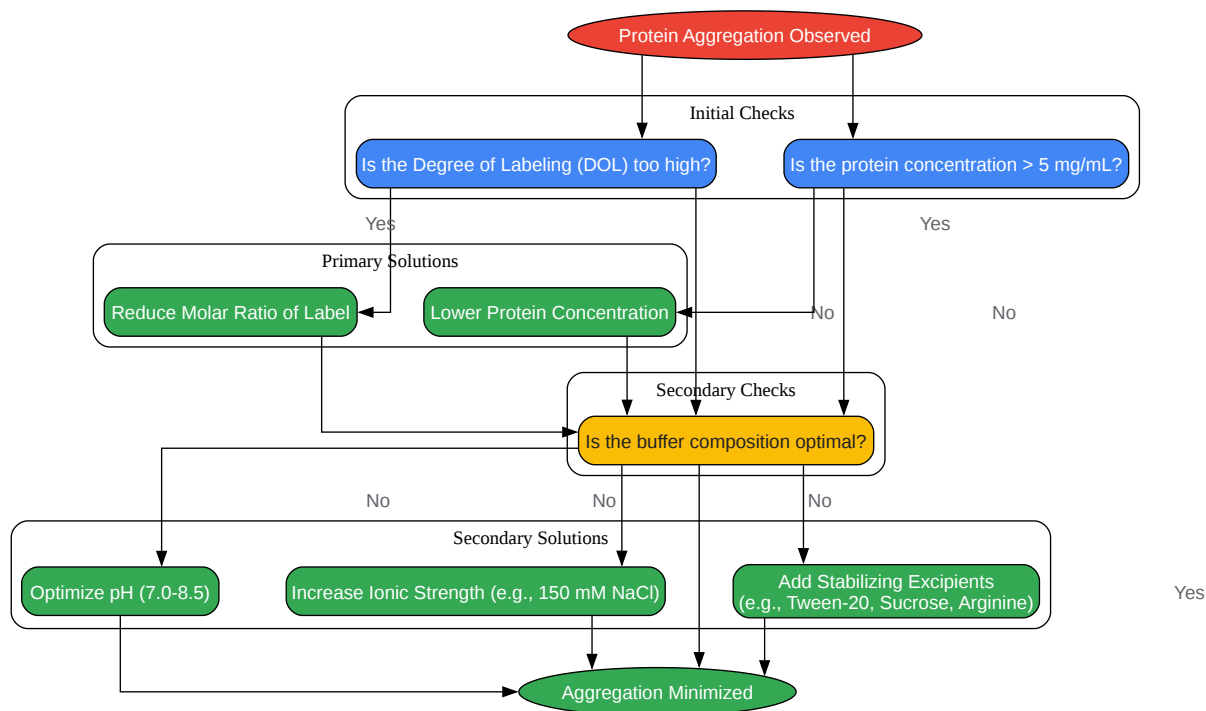 Protein Aggregation Observed
Initial Checks
Is the Degree of Labeling (DOL) too high?
Is the protein concentration > 5 mg/mL?
Yes
Yes
Primary Solutions
Reduce Molar Ratio of Label
Lower Protein Concentration
No
No
Secondary Checks
Is the buffer composition optimal?
No
No
No
Secondary Solutions
Optimize pH (7.0-8.5)
Increase Ionic Strength (e.g., 150 mM NaCl)
Add Stabilizing Excipients
(e.g., Tween-20, Sucrose, Arginine)
Yes
Aggregation Minimized